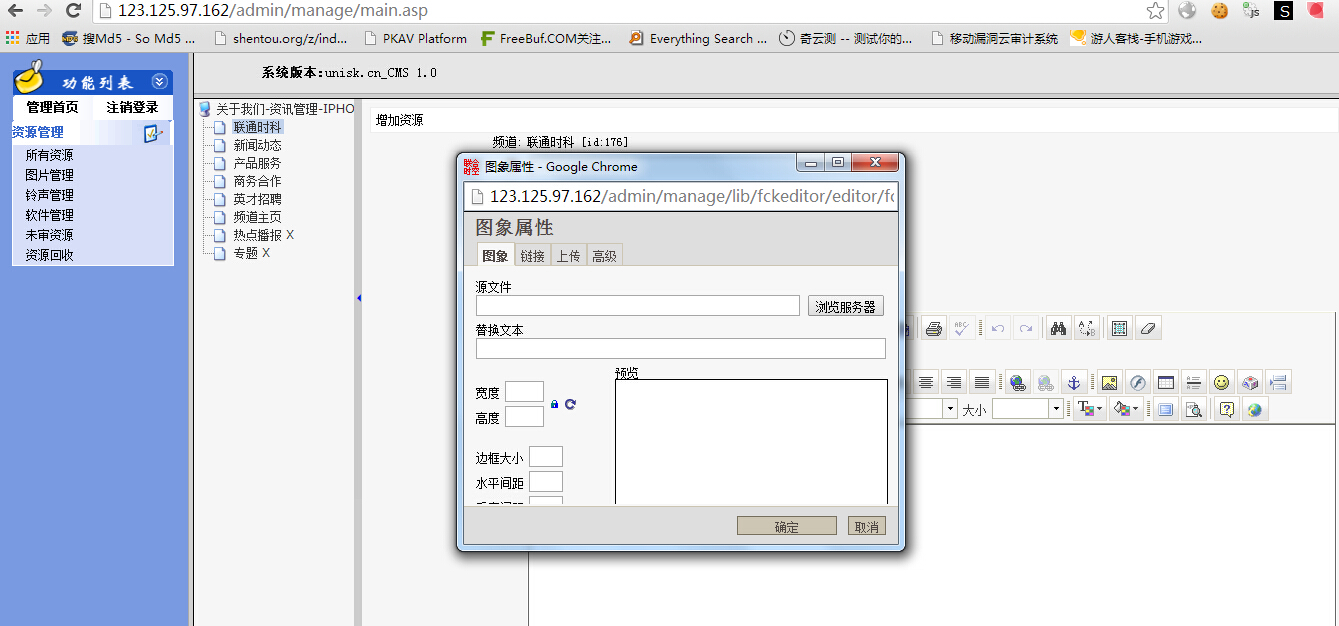 123.125.97.162/admin/manage/main.asp
应用 搜Md5 - So Md5 ... shentou.org/z/ind... PKAV Platform FreeBuf.COM关注... Everything Search ... 奇云测 -- 测试你的... 移动漏洞云审计系统 游人客栈-手机游戏...
功能列表
管理首页 注销登录
资源管理
所有资源
图片管理
铃声管理
软件管理
未审资源
资源回收
系统版本:unisk.cn_CMS 1.0
关于我们-资讯管理-IPHO
联通时科
新闻动态
产品服务
商务合作
英才招聘
频道主页
热点播报 X
专题 X
增加资源
频道: 联通时科 [id:176]
图象属性 - Google Chrome
123.125.97.162/admin/manage/lib/fckeditor/editor/fc
图象属性
图象 链接 上传 高级
源文件
浏览服务器
替换文本
宽度
高度
预览
边框大小
水平间距
确定 取消
大小